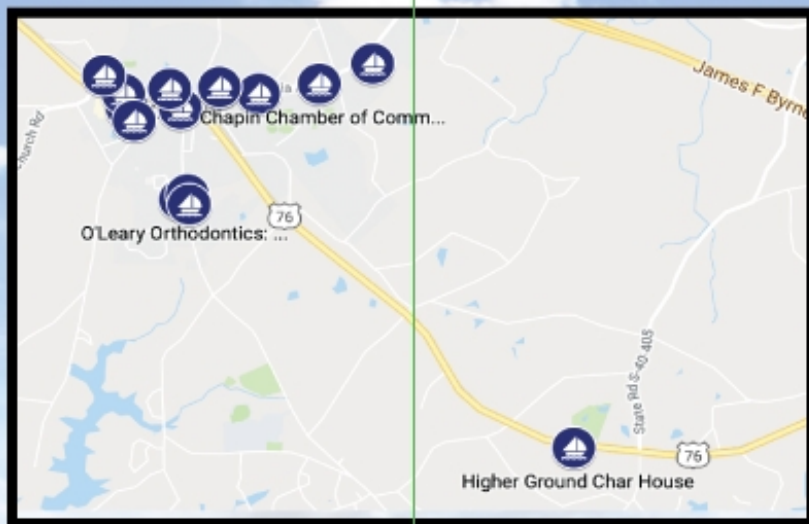 James F Byrn
Chapin Chamber of Comm...
Church Rd
76
O'Leary Orthodontics: ...
State Rd S-40-405
76
Higher Ground Char House